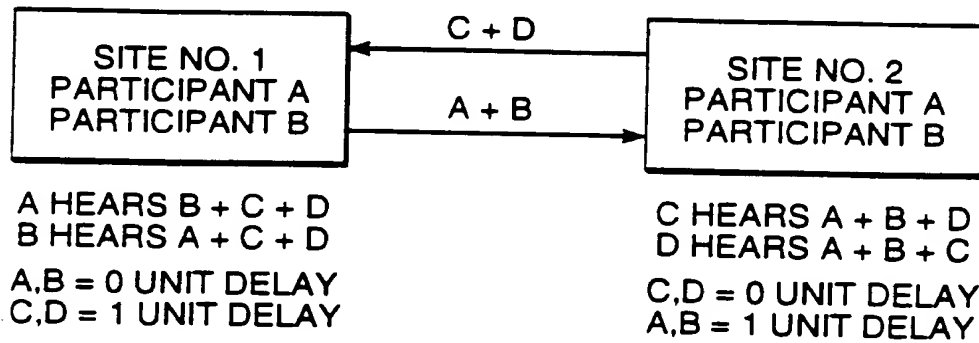 SITE NO. 1
PARTICIPANT A
PARTICIPANT B
C + D
A + B
SITE NO. 2
PARTICIPANT A
PARTICIPANT B
A HEARS B + C + D
B HEARS A + C + D
A,B = 0 UNIT DELAY
C,D = 1 UNIT DELAY
C HEARS A + B + D
D HEARS A + B + C
C,D = 0 UNIT DELAY
A,B = 1 UNIT DELAY